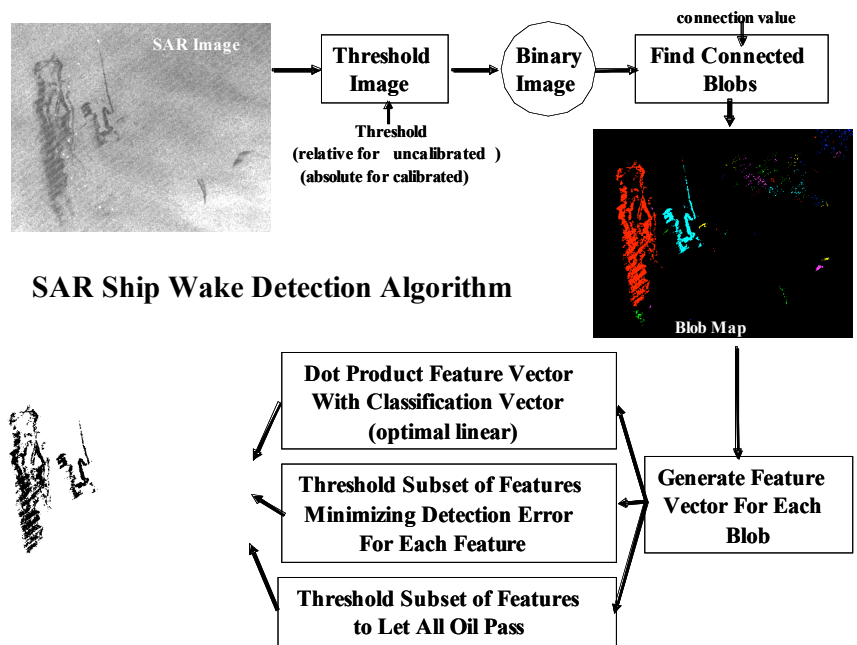 SAR Image
Threshold
Image
Binary
Image
connection value
Find Connected
Blobs
Threshold
(relative for uncalibrated )
(absolute for calibrated)
SAR Ship Wake Detection Algorithm
Blob Map
Dot Product Feature Vector
With Classification Vector
(optimal linear)
Threshold Subset of Features
Minimizing Detection Error
For Each Feature
Generate Feature
Vector For Each
Blob
Threshold Subset of Features
to Let All Oil Pass